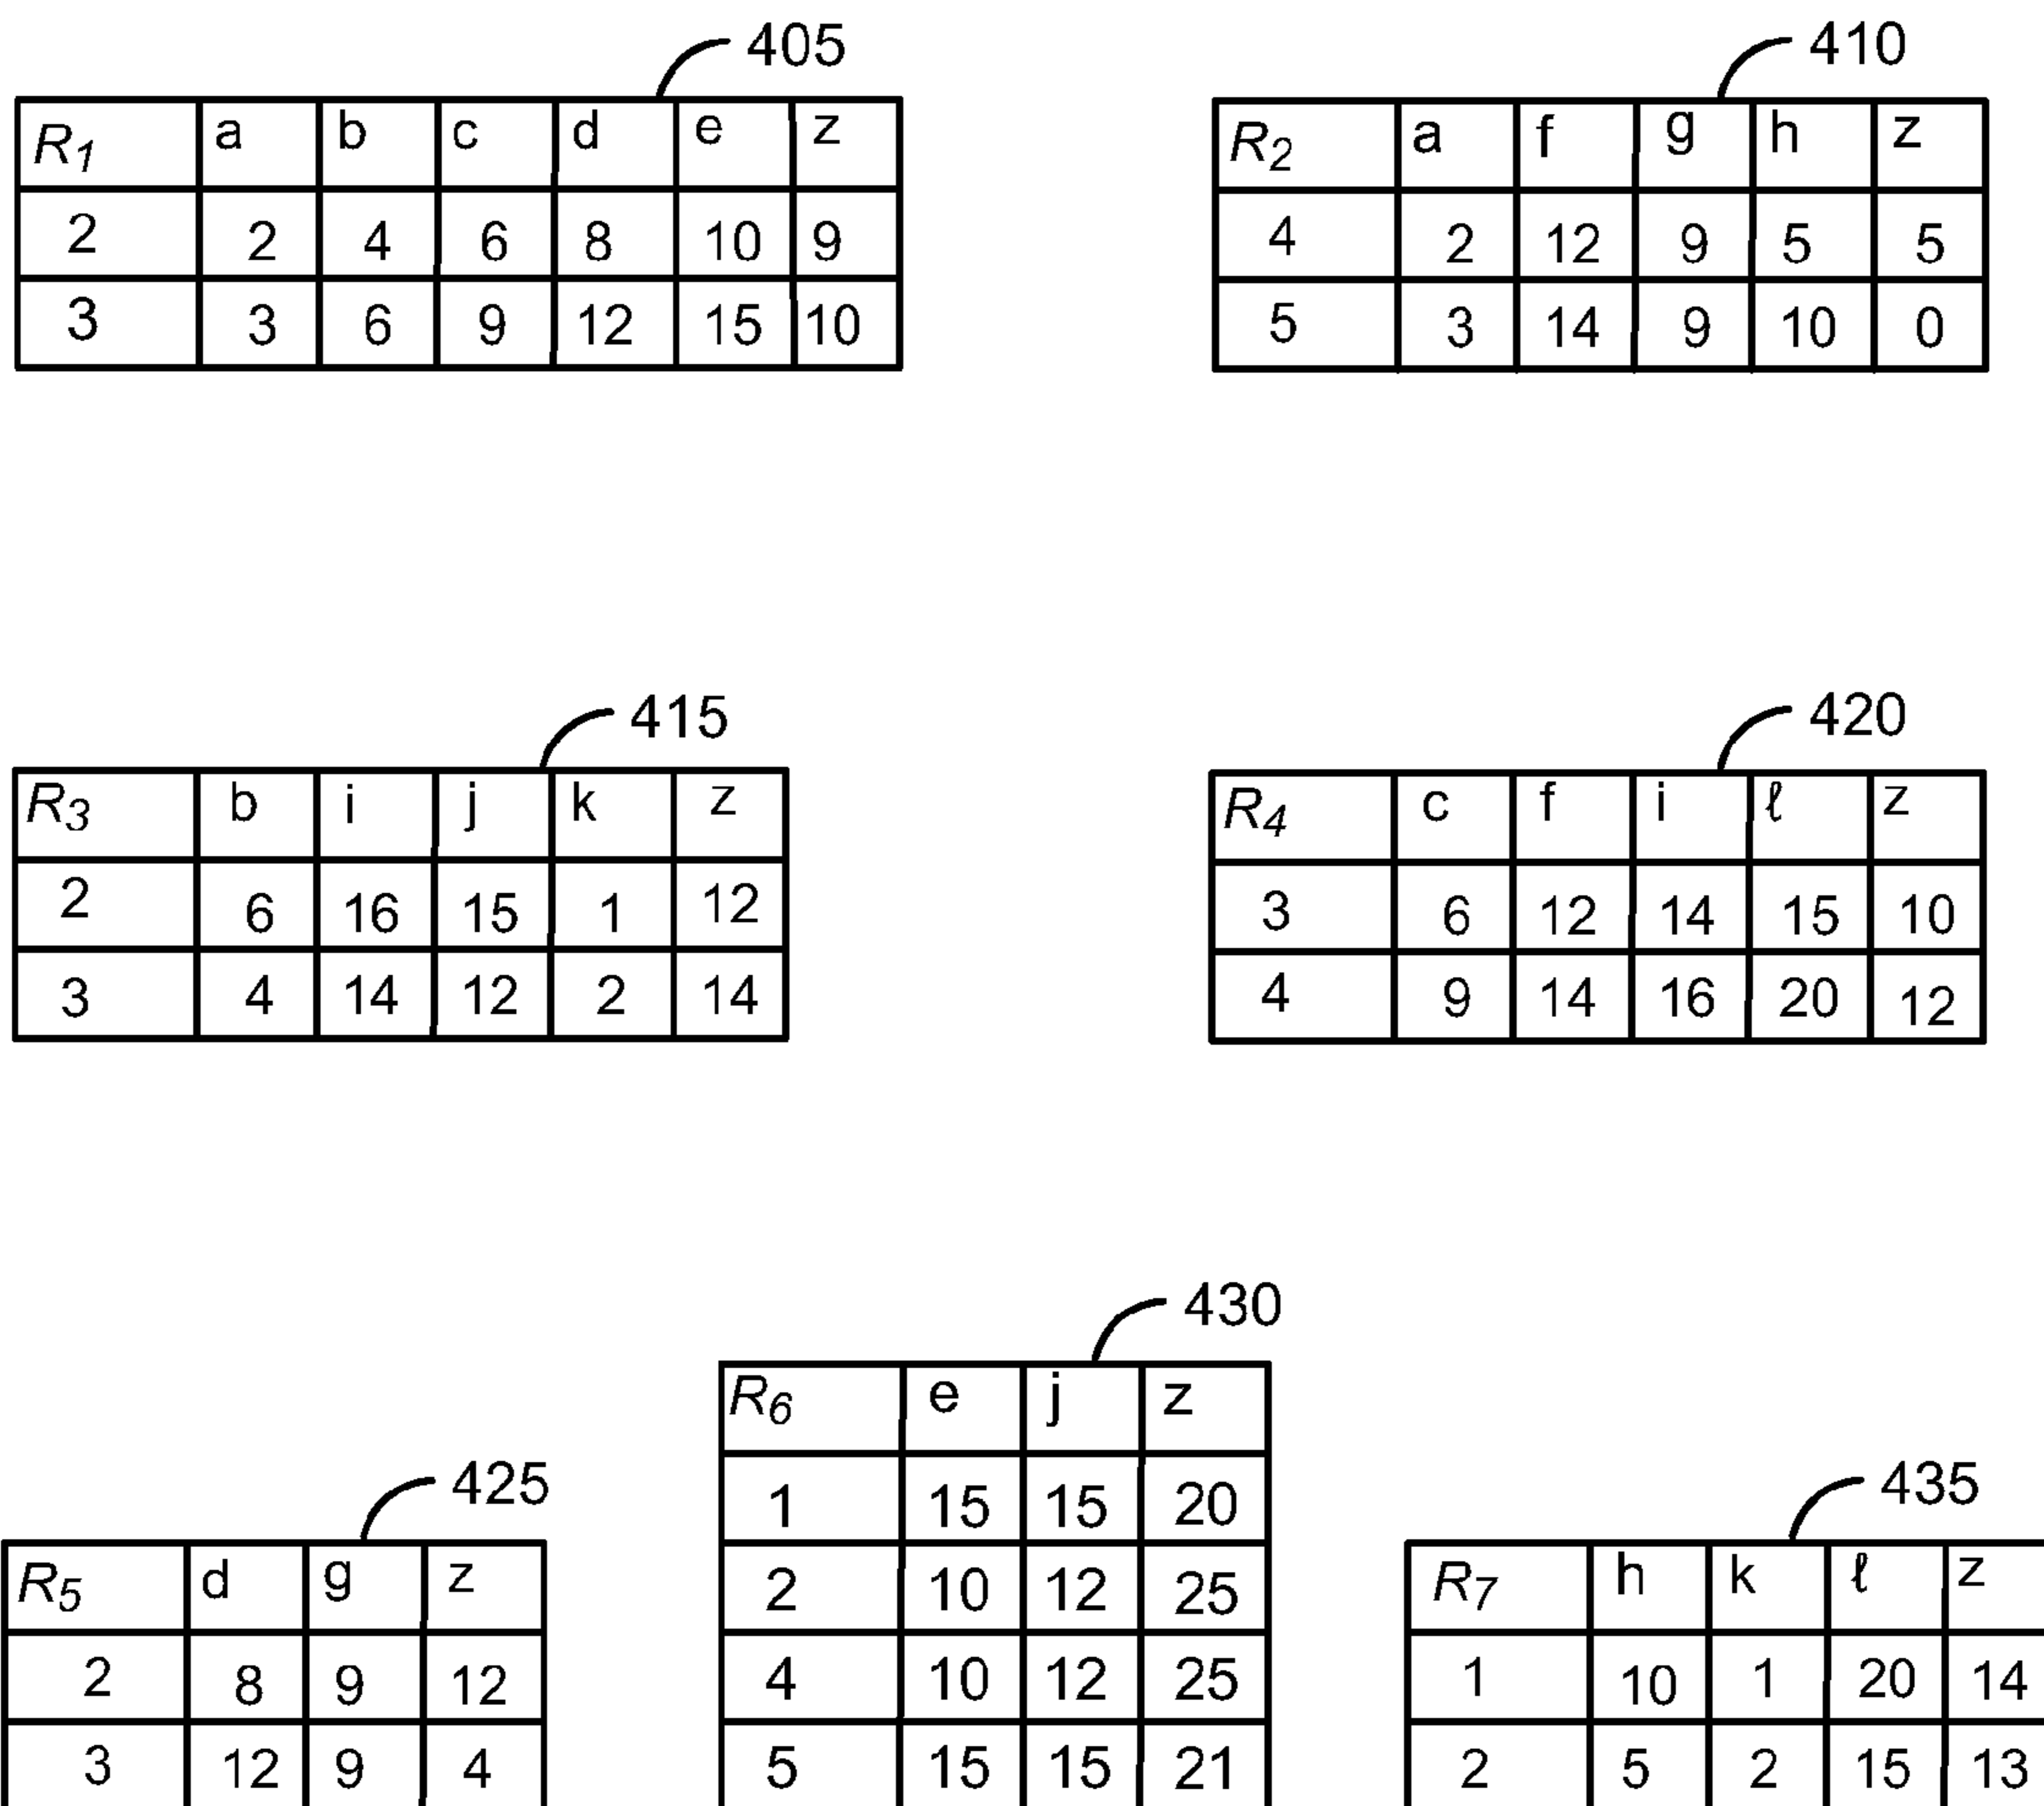 405
R1 a b c d e z
2 2 4 6 8 10 9
3 3 6 9 12 15 10
410
R2 a f g h z
4 2 12 9 5 5
5 3 14 9 10 0
415
R3 b i j k z
2 6 16 15 1 12
3 4 14 12 2 14
420
R4 c f i ℓ z
3 6 12 14 15 10
4 9 14 16 20 12
425
R5 d g z
2 8 9 12
3 12 9 4
430
R6 e j z
1 15 15 20
2 10 12 25
4 10 12 25
5 15 15 21
435
R7 h k ℓ z
1 10 1 20 14
2 5 2 15 13